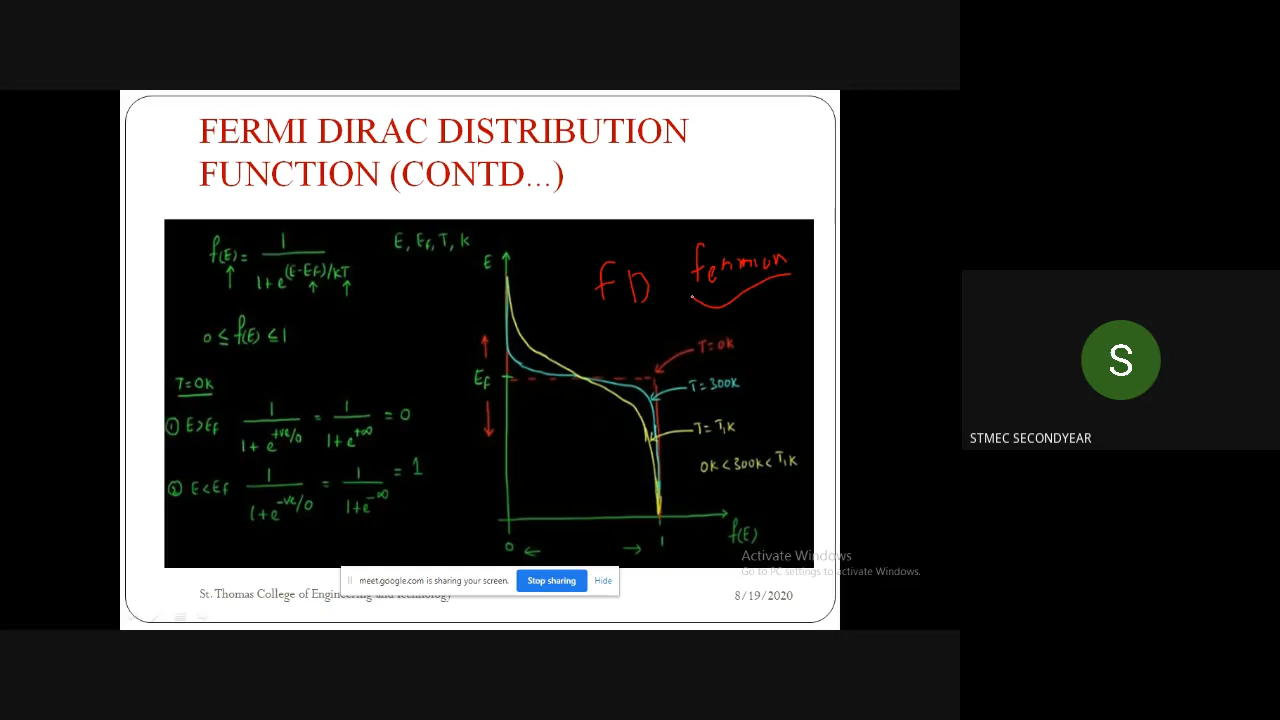 FERMI DIRAC DISTRIBUTION
FUNCTION (CONTD...)
f(E) = 1 / 1 + e^(E-Ef)/kT
E, Ef, T, k
0 ≤ f(E) ≤ 1
T = 0k
① E>Ef 1 / 1 + e^+ve/0 = 1 / 1 + e^+∞ = 0
② E<Ef 1 / 1 + e^-ve/0 = 1 / 1 + e^-∞ = 1
E
FD fermion
T = 0k
Ef
T = 300k
T = T₁k
0k < 300k < T₁k
f(E)
0 1
Activate Windows
Go to PC settings to activate Windows.
meet.google.com is sharing your screen. Stop sharing Hide
St. Thomas College of Engineering and Technology
8/19/2020
S
STMEC SECONDYEAR